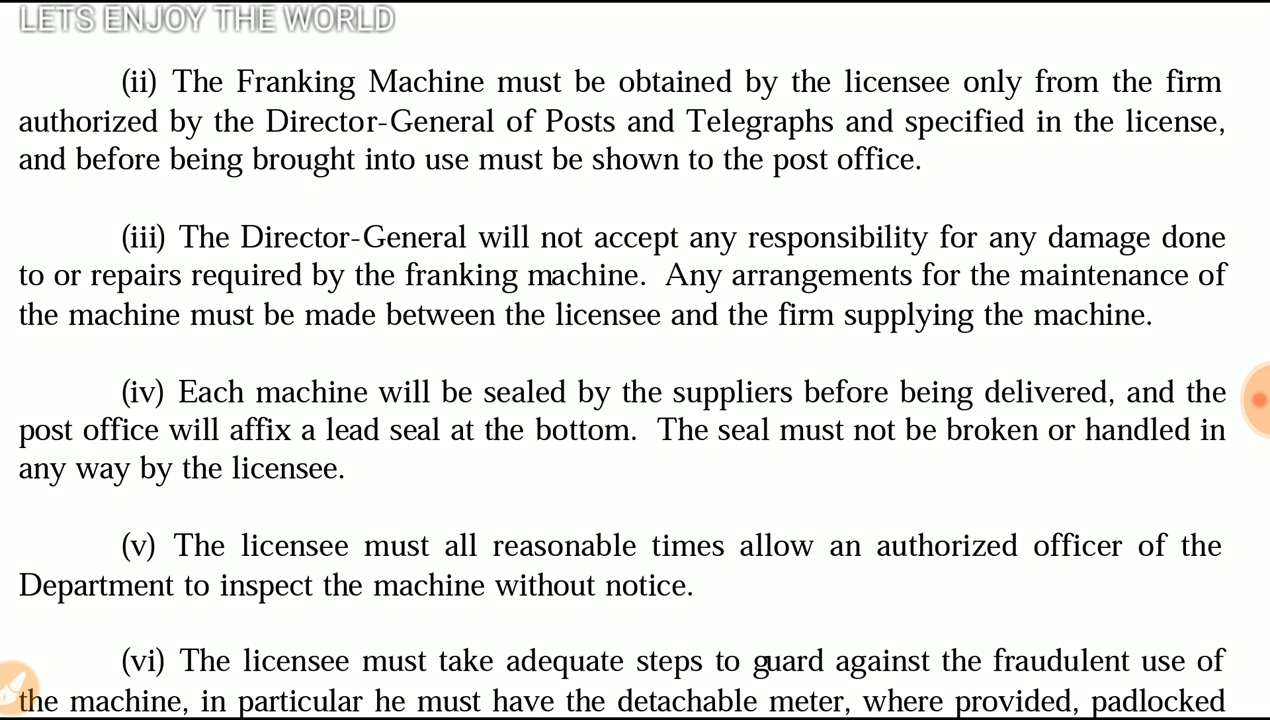 LETS ENJOY THE WORLD
(ii) The Franking Machine must be obtained by the licensee only from the firm
authorized by the Director-General of Posts and Telegraphs and specified in the license,
and before being brought into use must be shown to the post office.
(iii) The Director-General will not accept any responsibility for any damage done
to or repairs required by the franking machine. Any arrangements for the maintenance of
the machine must be made between the licensee and the firm supplying the machine.
(iv) Each machine will be sealed by the suppliers before being delivered, and the
post office will affix a lead seal at the bottom. The seal must not be broken or handled in
any way by the licensee.
(v) The licensee must all reasonable times allow an authorized officer of the
Department to inspect the machine without notice.
(vi) The licensee must take adequate steps to guard against the fraudulent use of
the machine, in particular he must have the detachable meter, where provided, padlocked